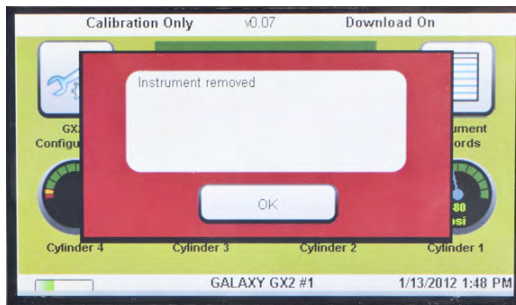 Calibration Only v0.07 Download On
Instrument removed
OK
Cylinder 4 Cylinder 3 Cylinder 2 Cylinder 1
GALAXY GX2 #1 1/13/2012 1:48 PM